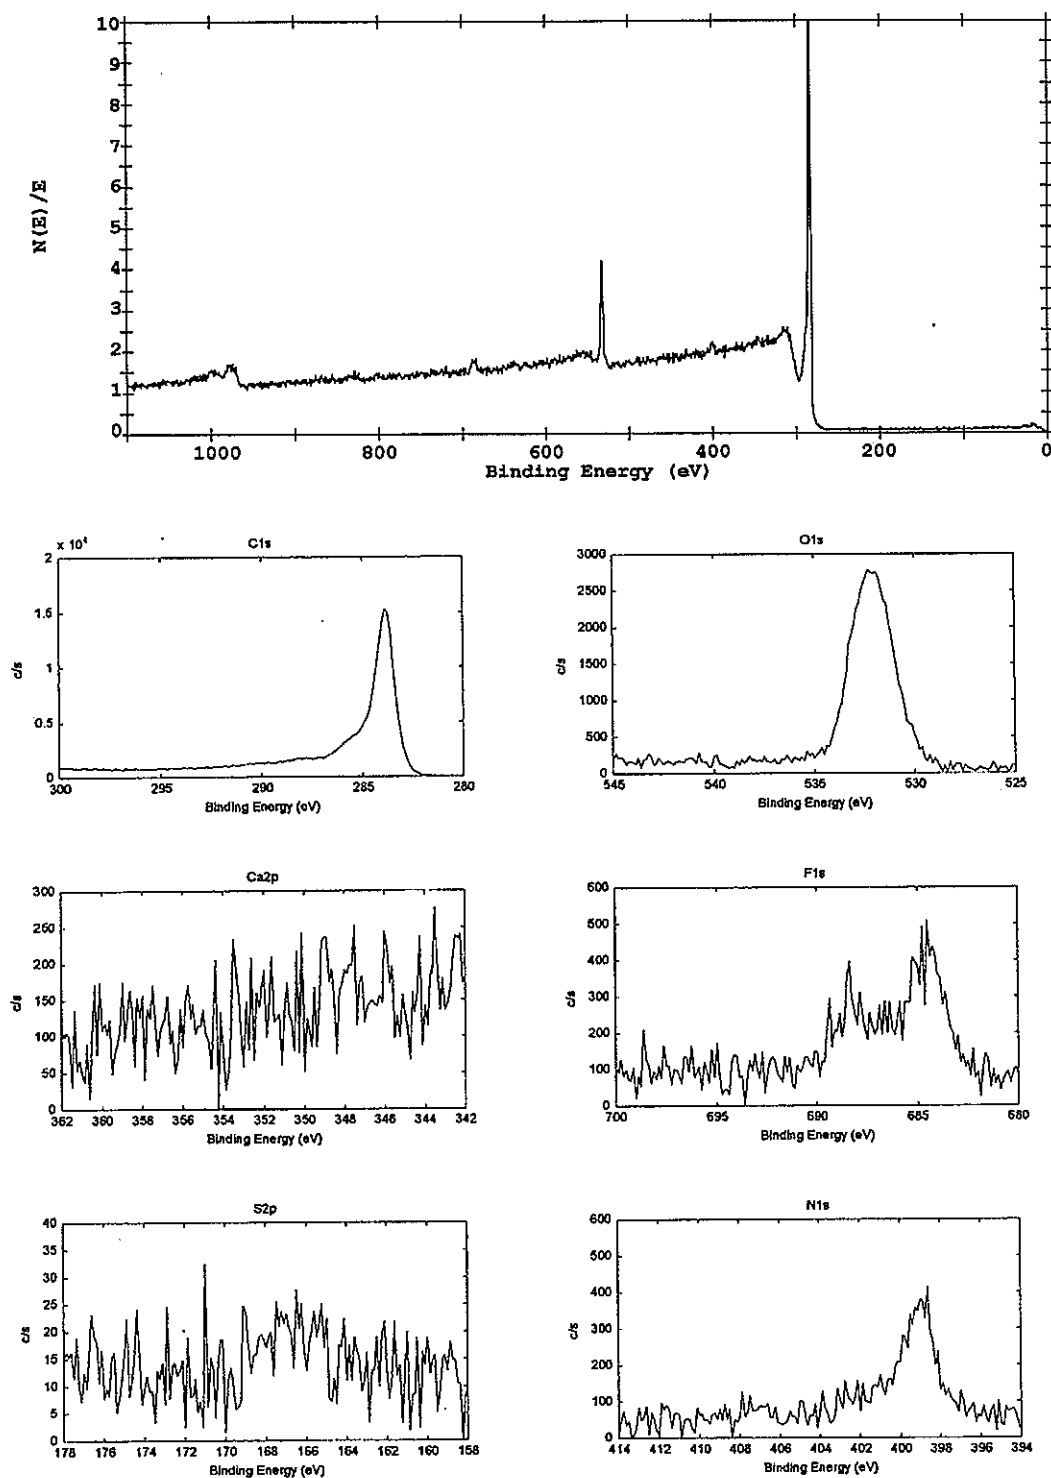 10
9
8
7
6
5
4
3
2
1
0
N(E)/E
1000 800 600 400 200 0
Binding Energy (eV)
x 10⁴ C1s
2
1.5
1
0.5
0
c/s
300 295 290 285 280
Binding Energy (eV)
O1s
3000
2500
2000
1500
1000
500
0
c/s
545 540 535 530 525
Binding Energy (eV)
Ca2p
300
250
200
150
100
50
0
c/s
362 360 358 356 354 352 350 348 346 344 342
Binding Energy (eV)
F1s
600
500
400
300
200
100
0
c/s
700 695 690 685 680
Binding Energy (eV)
S2p
40
35
30
25
20
15
10
5
0
c/s
178 176 174 172 170 168 166 164 162 160 158
Binding Energy (eV)
N1s
600
500
400
300
200
100
0
c/s
414 412 410 408 406 404 402 400 398 396 394
Binding Energy (eV)